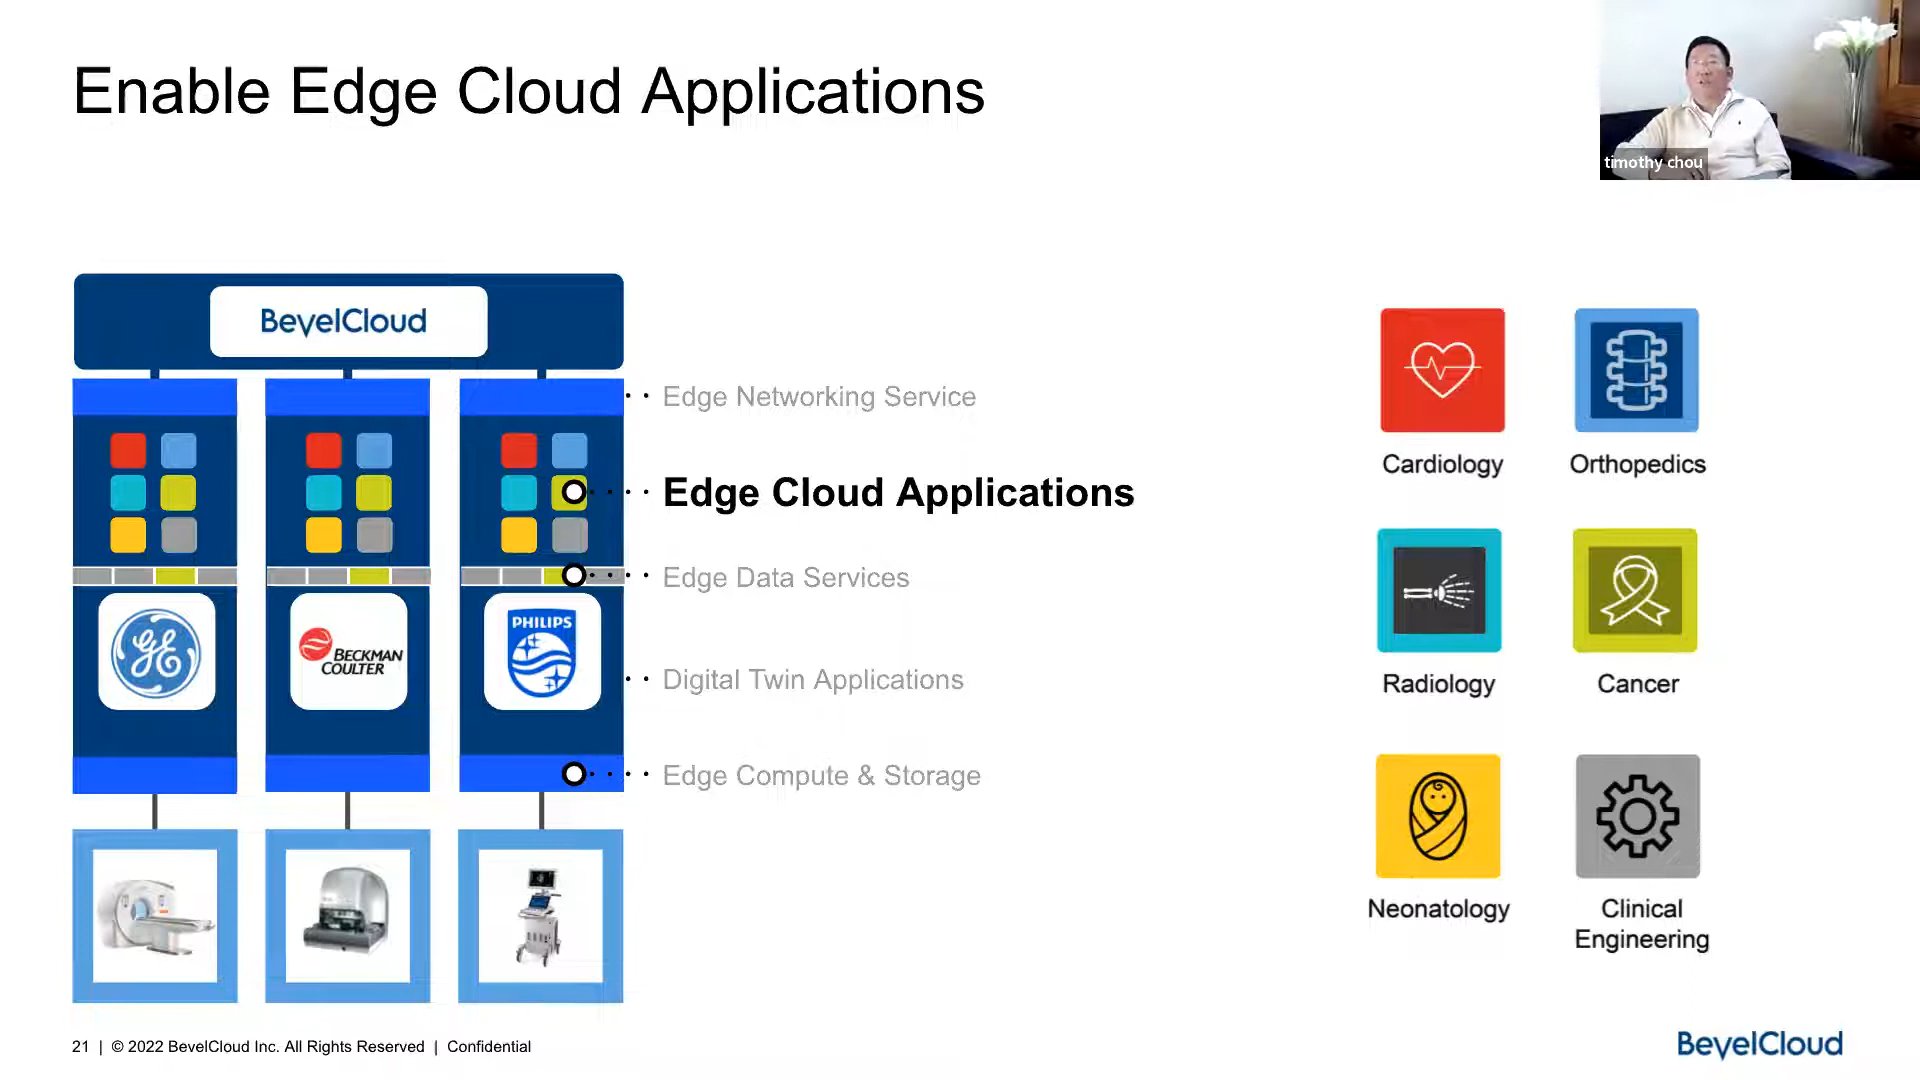 Enable Edge Cloud Applications
timothy chou
BevelCloud
Edge Networking Service
Edge Cloud Applications
Edge Data Services
Digital Twin Applications
Edge Compute & Storage
GE
BECKMAN
COULTER
PHILIPS
Cardiology
Orthopedics
Radiology
Cancer
Neonatology
Clinical
Engineering
21 | © 2022 BevelCloud Inc. All Rights Reserved | Confidential
BevelCloud